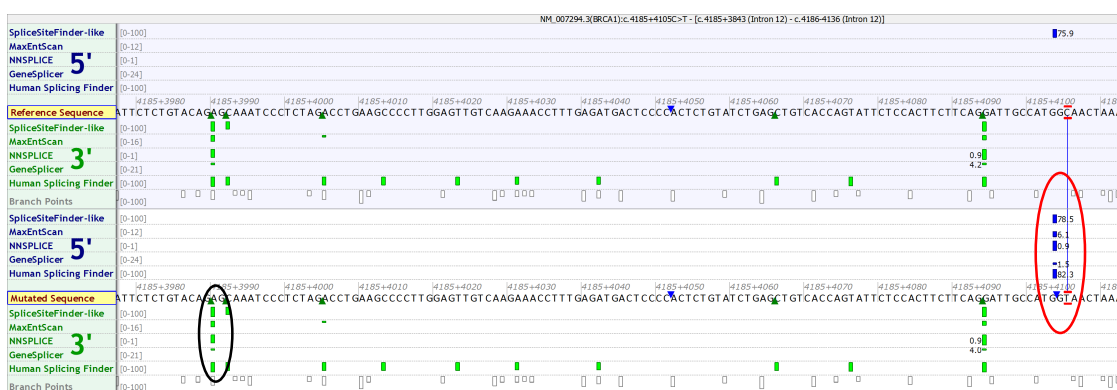 NM_007294.3(BRCA1):c.4185+4105C>T - [c.4185+3843 (Intron 12) - c.4186-4136 (Intron 12)]
SpliceSiteFinder-like [0-100] 75.9
MaxEntScan [0-12]
NNSPLICE 5' [0-1]
GeneSplicer [0-24]
Human Splicing Finder [0-100]
4185+3980 4185+3990 4185+4000 4185+4010 4185+4020 4185+4030 4185+4040 4185+4050 4185+4060 4185+4070 4185+4080 4185+4090 4185+4100 418
Reference Sequence ATTCTCTGTACAGAGCAAATCCCTCTAGACCTGAAGCCCCTTGGAGTTGTCAAGAAACCTTTGAGATGACTCCCCACTCTGTATCTGAGCTGTCACCAGTATTCTCCACTTCTTCAGGATTGCCATGGCAACTAA
SpliceSiteFinder-like [0-100]
MaxEntScan [0-16]
NNSPLICE 3' [0-1] 0.9
GeneSplicer [0-21] 4.2
Human Splicing Finder [0-100]
Branch Points [0-100]
SpliceSiteFinder-like [0-100] 78.5
MaxEntScan [0-12] 6.1
NNSPLICE 5' [0-1] 0.9
GeneSplicer [0-24] 1.5
Human Splicing Finder [0-100] 82.3
4185+3980 4185+3990 4185+4000 4185+4010 4185+4020 4185+4030 4185+4040 4185+4050 4185+4060 4185+4070 4185+4080 4185+4090 4185+4100 418
Mutated Sequence ATTCTCTGTACAGAGCAAATCCCTCTAGACCTGAAGCCCCTTGGAGTTGTCAAGAAACCTTTGAGATGACTCCCCACTCTGTATCTGAGCTGTCACCAGTATTCTCCACTTCTTCAGGATTGCCATGGTAACTAA
SpliceSiteFinder-like [0-100]
MaxEntScan [0-16]
NNSPLICE 3' [0-1] 0.9
GeneSplicer [0-21] 4.0
Human Splicing Finder [0-100]
Branch Points [0-100]